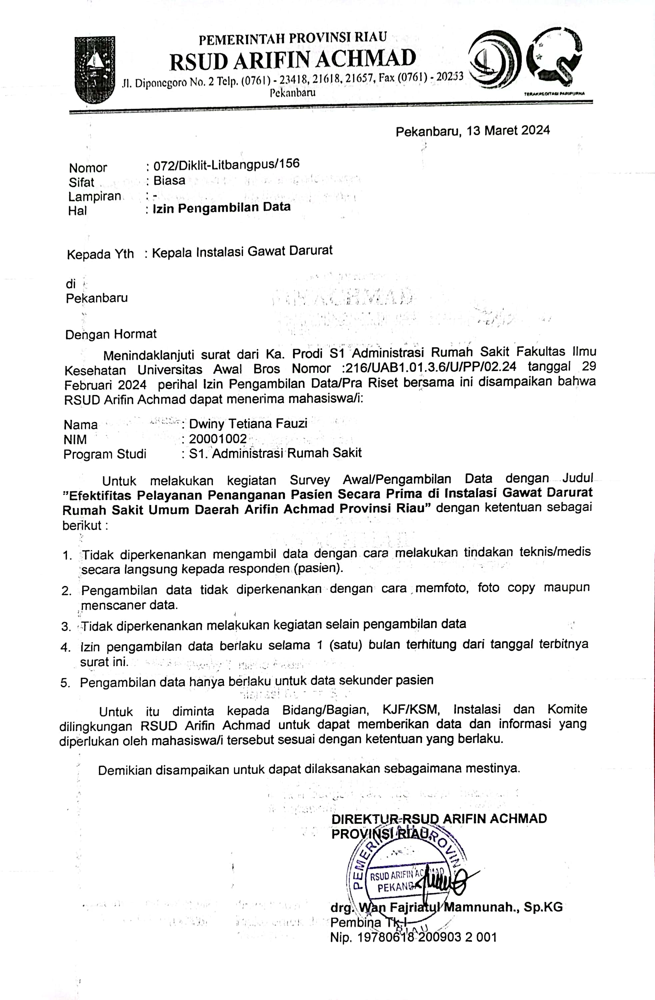 PEMERINTAH PROVINSI RIAU
RSUD ARIFIN ACHMAD
Jl. Diponegoro No. 2 Telp. (0761) - 23418, 21618, 21657, Fax (0761) - 20253
Pekanbaru
TERAKREDITASI PARIPURNA
Pekanbaru, 13 Maret 2024
Nomor : 072/Diklit-Litbangpus/156
Sifat : Biasa
Lampiran : -
Hal : Izin Pengambilan Data
Kepada Yth : Kepala Instalasi Gawat Darurat
di
Pekanbaru
Dengan Hormat
Menindaklanjuti surat dari Ka. Prodi S1 Administrasi Rumah Sakit Fakultas Ilmu
Kesehatan Universitas Awal Bros Nomor :216/UAB1.01.3.6/U/PP/02.24 tanggal 29
Februari 2024 perihal Izin Pengambilan Data/Pra Riset bersama ini disampaikan bahwa
RSUD Arifin Achmad dapat menerima mahasiswa/i:
Nama : Dwiny Tetiana Fauzi
NIM : 20001002
Program Studi : S1. Administrasi Rumah Sakit
Untuk melakukan kegiatan Survey Awal/Pengambilan Data dengan Judul
"Efektifitas Pelayanan Penanganan Pasien Secara Prima di Instalasi Gawat Darurat
Rumah Sakit Umum Daerah Arifin Achmad Provinsi Riau" dengan ketentuan sebagai
berikut :
1. Tidak diperkenankan mengambil data dengan cara melakukan tindakan teknis/medis
secara langsung kepada responden (pasien).
2. Pengambilan data tidak diperkenankan dengan cara memfoto, foto copy maupun
menscaner data.
3. Tidak diperkenankan melakukan kegiatan selain pengambilan data
4. Izin pengambilan data berlaku selama 1 (satu) bulan terhitung dari tanggal terbitnya
surat ini.
5. Pengambilan data hanya berlaku untuk data sekunder pasien
Untuk itu diminta kepada Bidang/Bagian, KJF/KSM, Instalasi dan Komite
dilingkungan RSUD Arifin Achmad untuk dapat memberikan data dan informasi yang
diperlukan oleh mahasiswa/i tersebut sesuai dengan ketentuan yang berlaku.
Demikian disampaikan untuk dapat dilaksanakan sebagaimana mestinya.
DIREKTUR RSUD ARIFIN ACHMAD
PROVINSI RIAU,
RSUD ARIFIN ACHMAD
drg. Wan Fajriatul Mamnunah., Sp.KG
Pembina Tk.I
Nip. 19780618 200903 2 001
RIAU